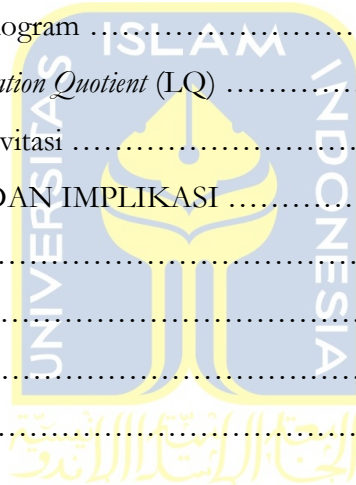 ogram ……………………
ation Quotient (LQ) ……………
vitasi …………………………
DAN IMPLIKASI ……………
…………………………………
…………………………………
…………………………………
…………………………………
UNIVERSITAS
ISLAM
INDONESIA